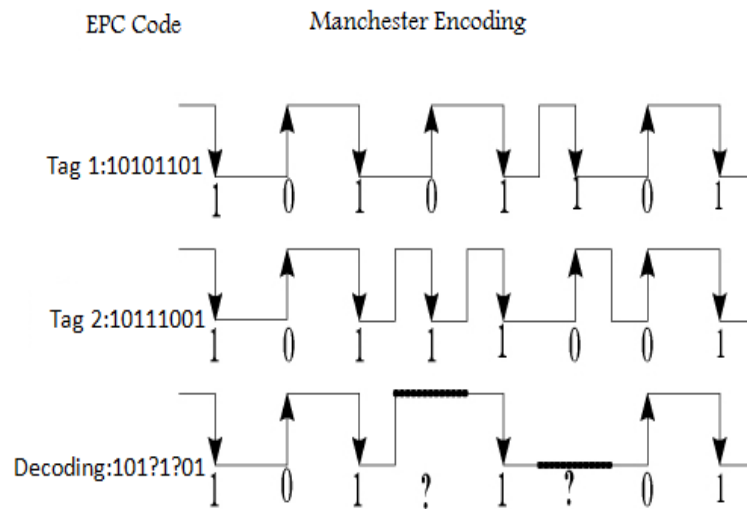 EPC Code Manchester Encoding
Tag 1:10101101
1 0 1 0 1 1 0 1
Tag 2:10111001
1 0 1 1 1 0 0 1
Decoding:101?1?01
1 0 1 ? 1 ? 0 1